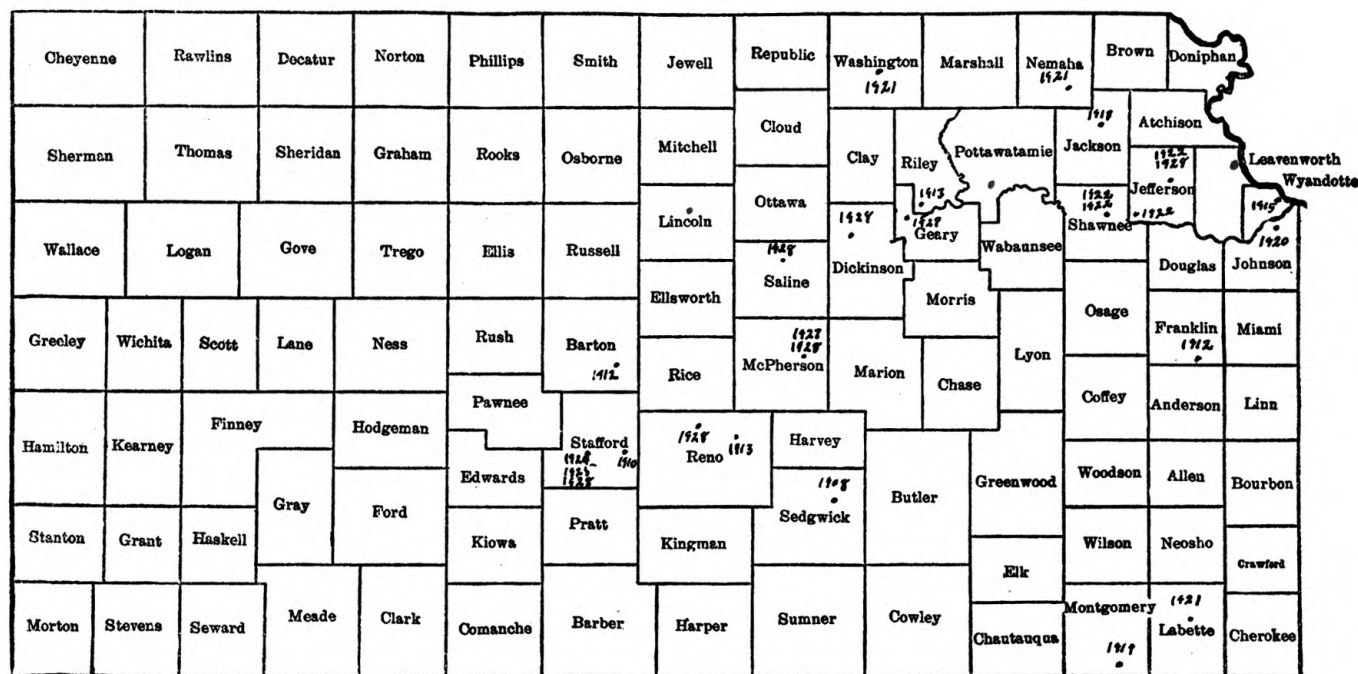 Cheyenne Rawlins Decatur Norton Phillips Smith Jewell Republic Washington Marshall Nemaha Brown Doniphan
1921 1921
Sherman Thomas Sheridan Graham Rooks Osborne Mitchell Cloud Clay Riley Pottawatamie Jackson Atchison
1918
Leavenworth
Wyandotte
Jefferson
1922
1928
1922
1915
1920
Shawnee
1922
1922
1913
1928
Geary
Wabaunsee
Wallace Logan Gove Trego Ellis Russell Lincoln Ottawa
1928
Dickinson
1928
Saline
Ellsworth
Morris
Douglas Johnson
Greeley Wichita Scott Lane Ness Rush Barton
1912
Rice
1928
1928
McPherson Marion Chase Lyon Osage Franklin Miami
1912
Coffey Anderson Linn
Hamilton Kearney Finney Hodgeman Pawnee Stafford
1928
1910
1928
Edwards
1928
Reno
1913
Harvey
1908
Sedgwick
Butler Greenwood Woodson Allen Bourbon
Gray Ford
Stanton Grant Haskell Kiowa Pratt Kingman
Elk Wilson Neosho Crawford
Morton Stevens Seward Meade Clark Comanche Barber Harper Sumner Cowley Chautauqua Montgomery
1919
1921
Labette
Cherokee